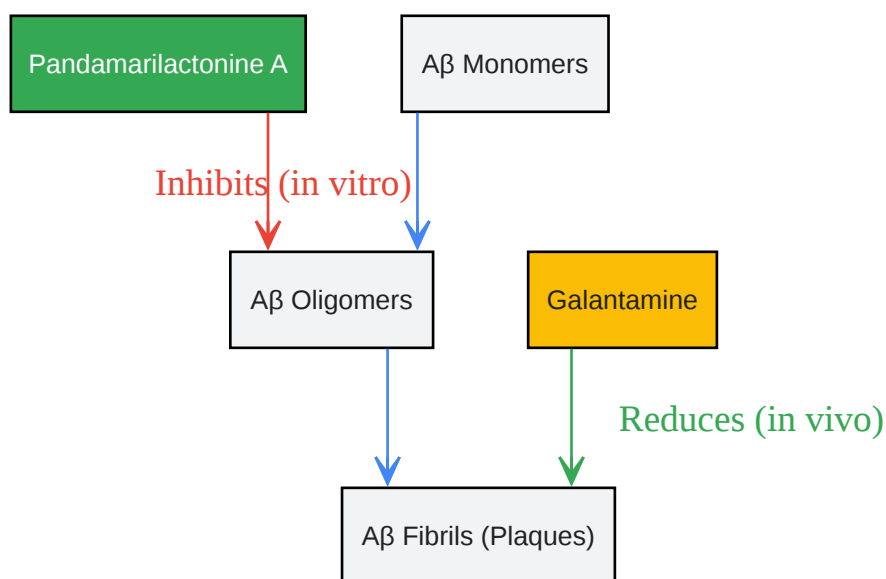 Pandamarilactonine A
Aβ Monomers
Inhibits (in vitro)
Aβ Oligomers
Galantamine
Reduces (in vivo)
Aβ Fibrils (Plaques)